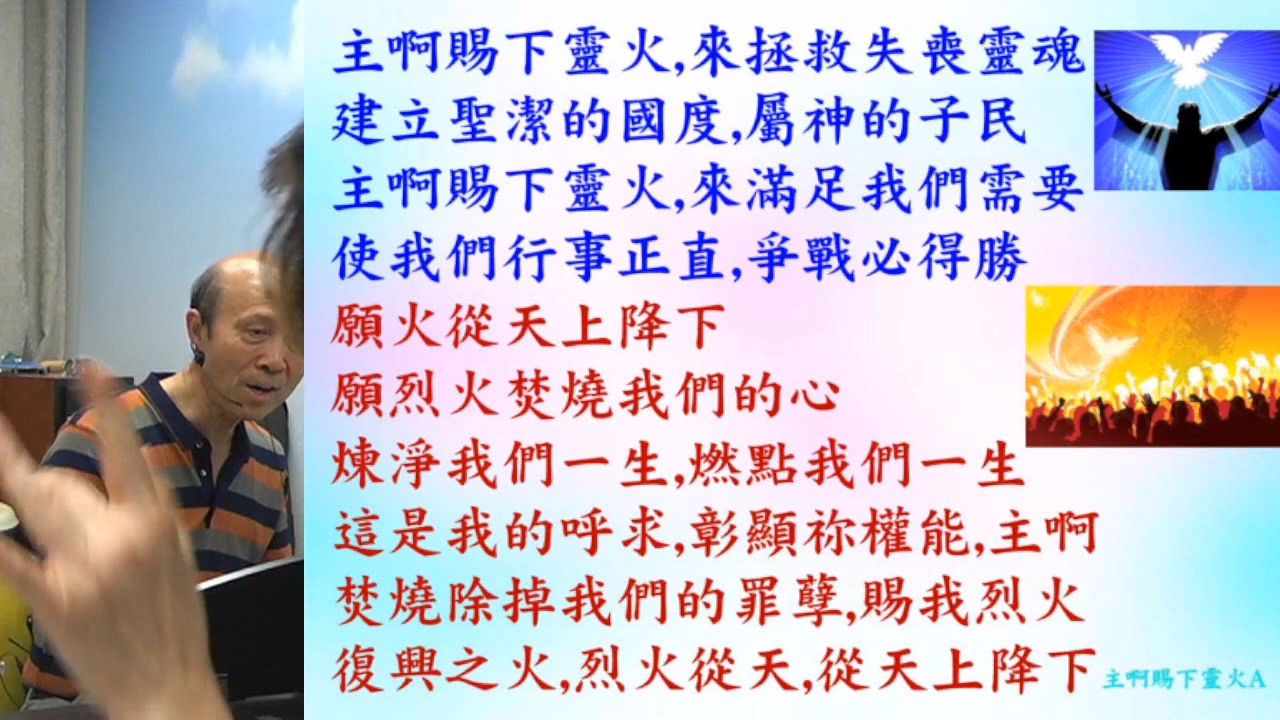 主啊賜下靈火,來拯救失喪靈魂
建立聖潔的國度,屬神的子民
主啊賜下靈火,來滿足我們需要
使我們行事正直,爭戰必得勝
願火從天上降下
願烈火焚燒我們的心
煉淨我們一生,燃點我們一生
這是我的呼求,彰顯祢權能,主啊
焚燒除掉我們的罪孽,賜我烈火
復興之火,烈火從天,從天上降下
主啊賜下靈火A